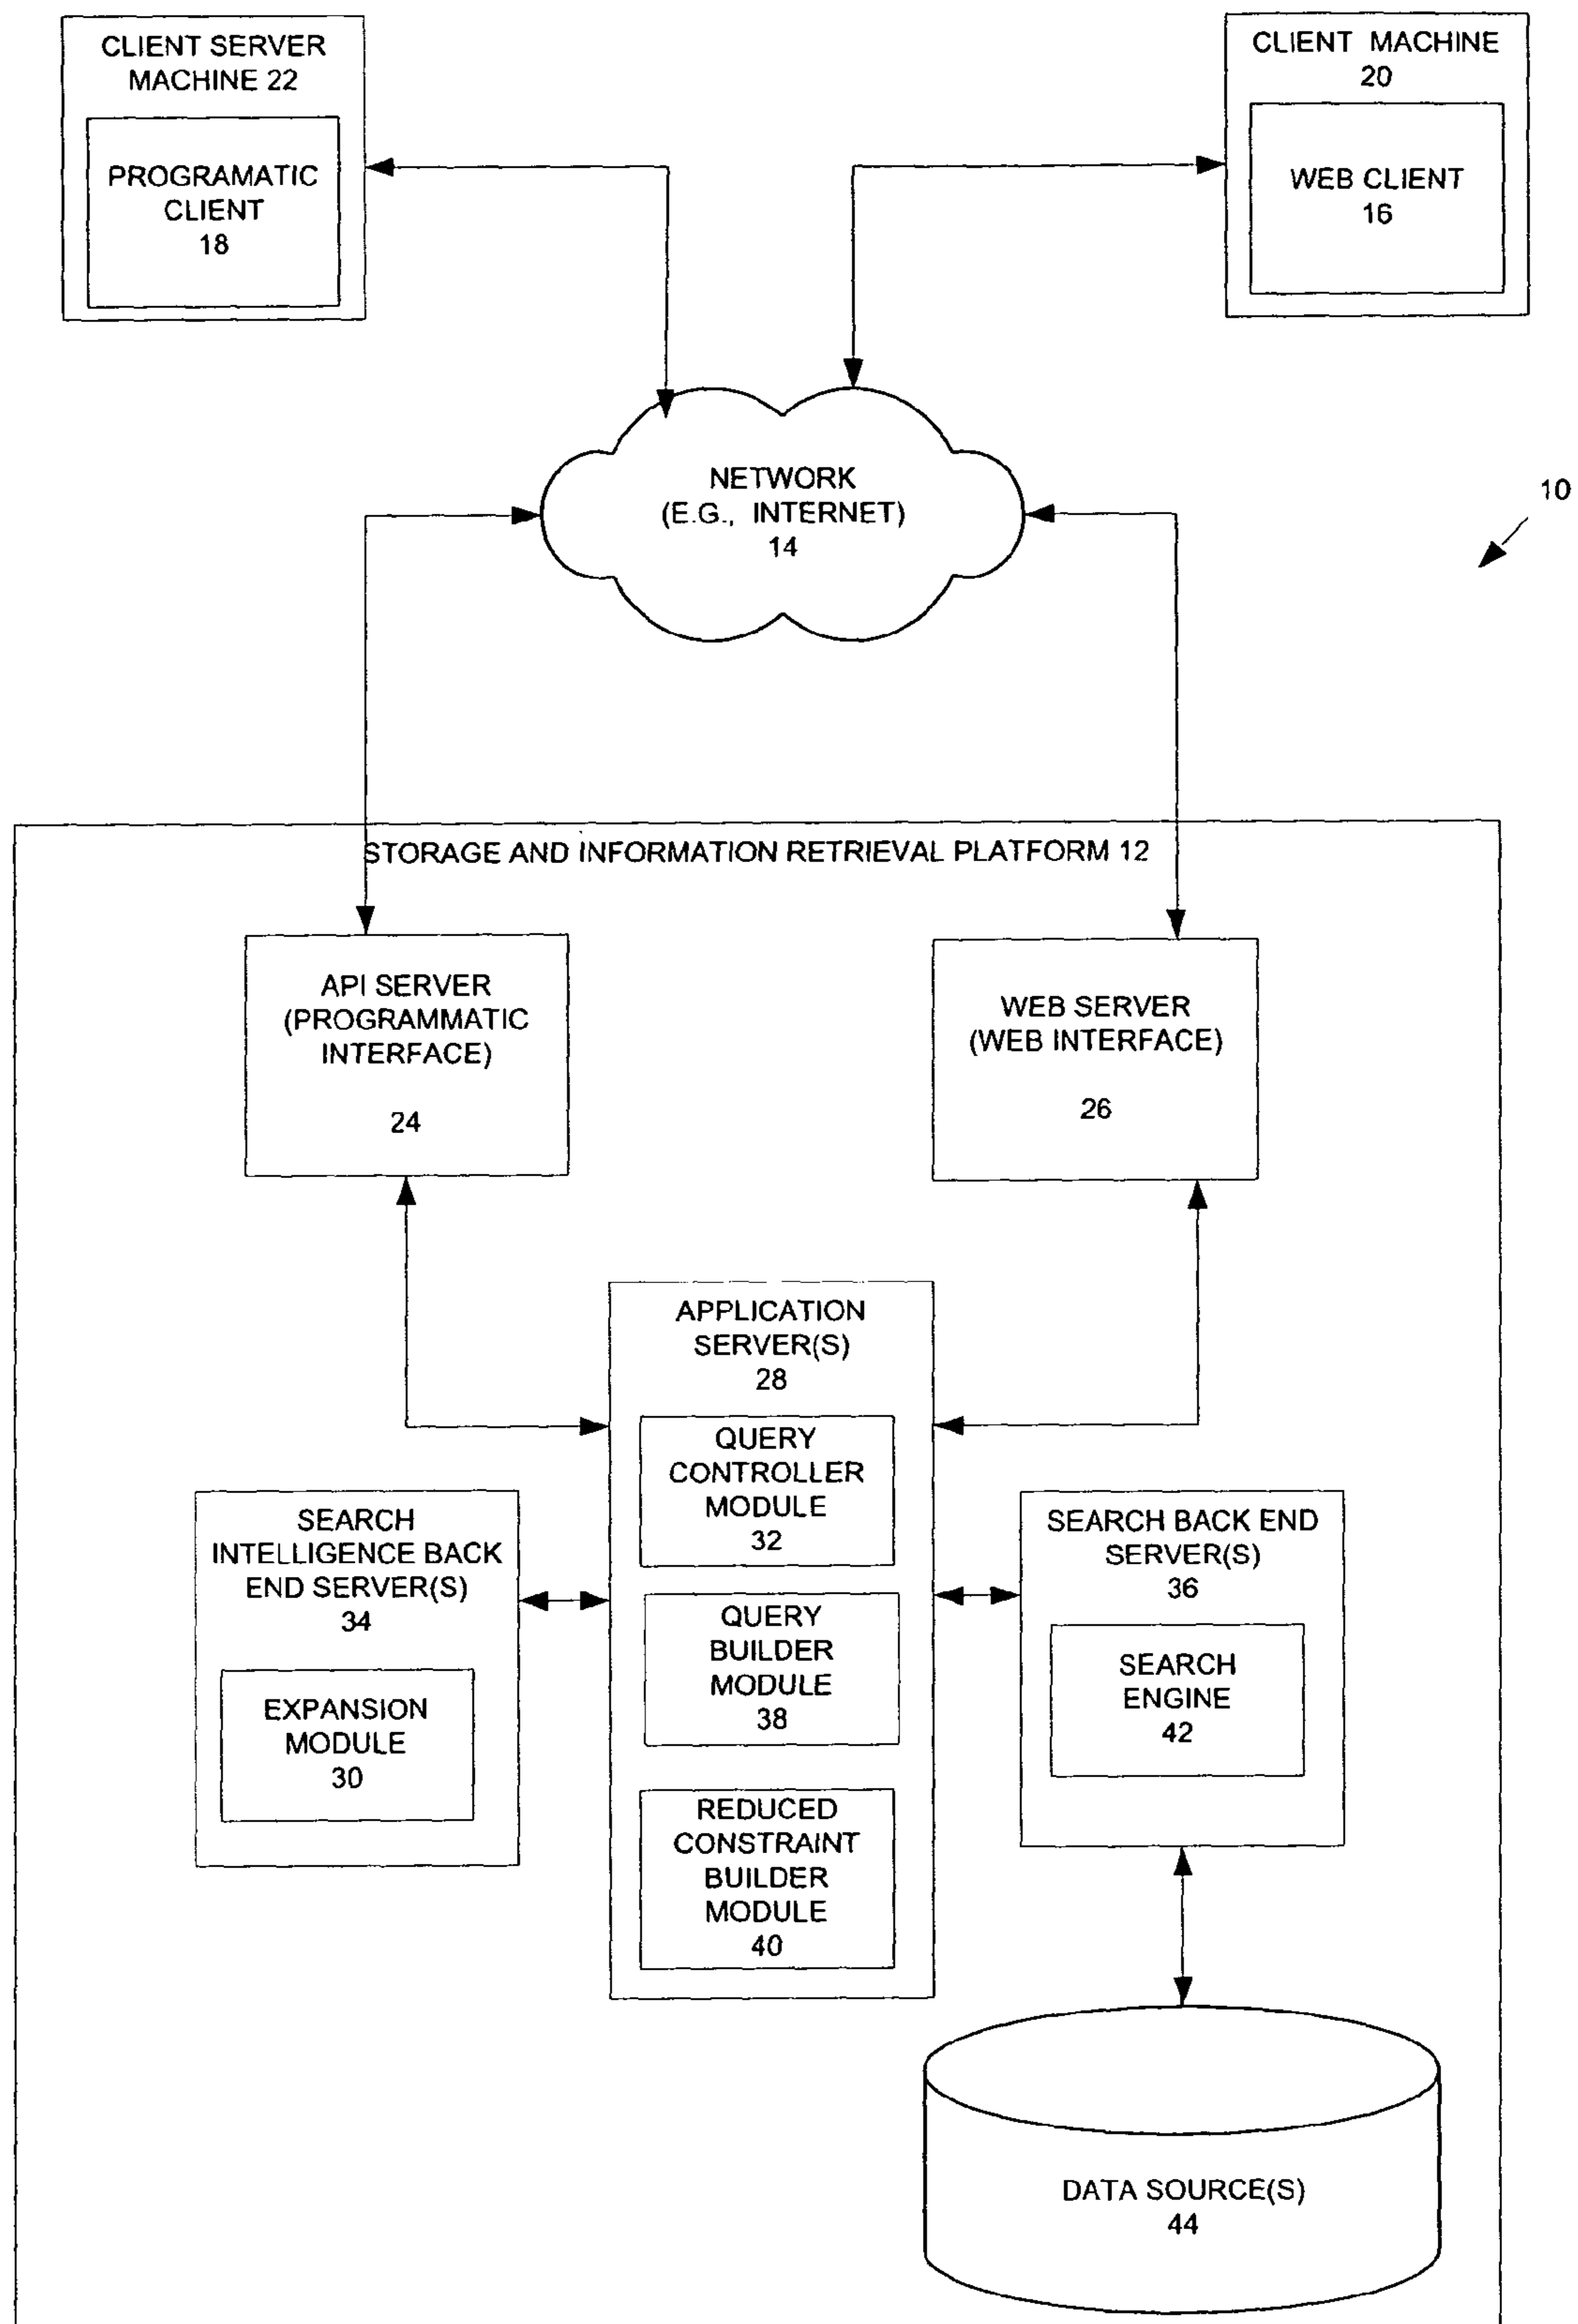 CLIENT SERVER
MACHINE 22
PROGRAMATIC
CLIENT
18
CLIENT MACHINE
20
WEB CLIENT
16
NETWORK
(E.G., INTERNET)
14
10
STORAGE AND INFORMATION RETRIEVAL PLATFORM 12
API SERVER
(PROGRAMMATIC
INTERFACE)
24
WEB SERVER
(WEB INTERFACE)
26
APPLICATION
SERVER(S)
28
QUERY
CONTROLLER
MODULE
32
QUERY
BUILDER
MODULE
38
REDUCED
CONSTRAINT
BUILDER
MODULE
40
SEARCH
INTELLIGENCE BACK
END SERVER(S)
34
EXPANSION
MODULE
30
SEARCH BACK END
SERVER(S)
36
SEARCH
ENGINE
42
DATA SOURCE(S)
44